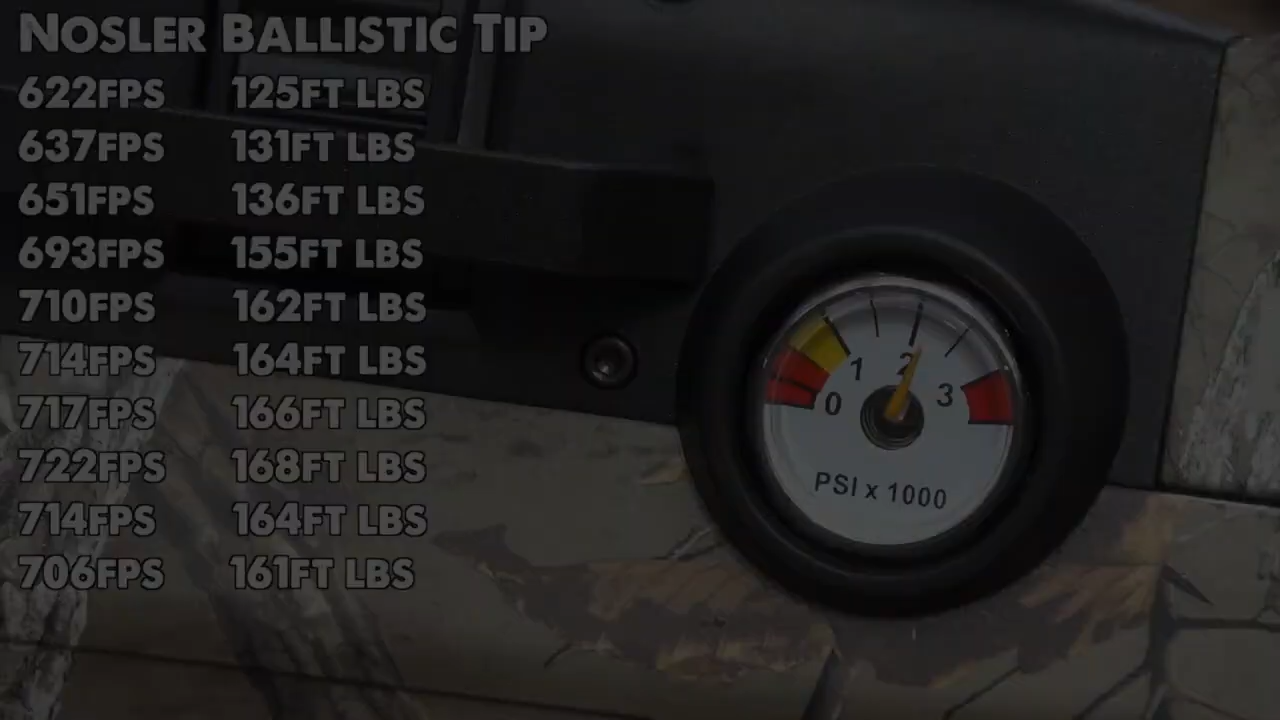 NOSLER BALLISTIC TIP
622FPS 125FT LBS
637FPS 131FT LBS
651FPS 136FT LBS
693FPS 155FT LBS
710FPS 162FT LBS
714FPS 164FT LBS
717FPS 166FT LBS
722FPS 168FT LBS
714FPS 164FT LBS
706FPS 161FT LBS
0 1 2 3
PSI x 1000